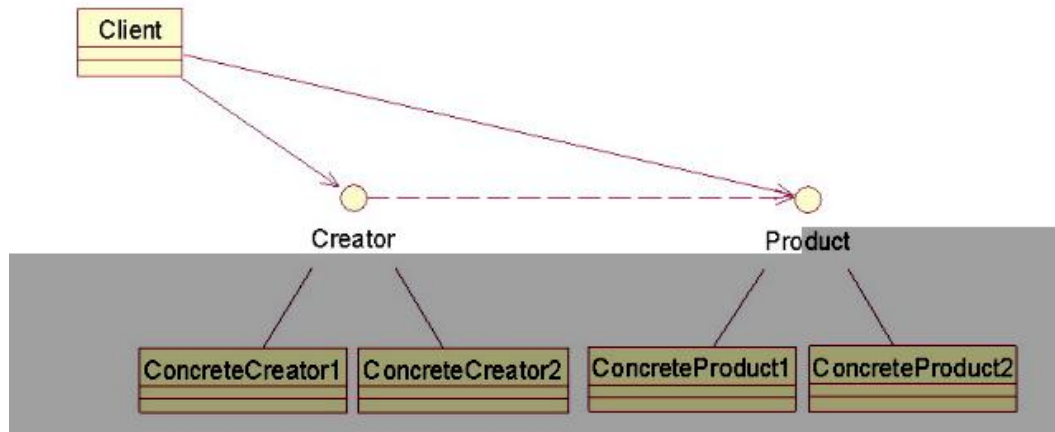 Client
Creator
Product
ConcreteCreator1
ConcreteCreator2
ConcreteProduct1
ConcreteProduct2